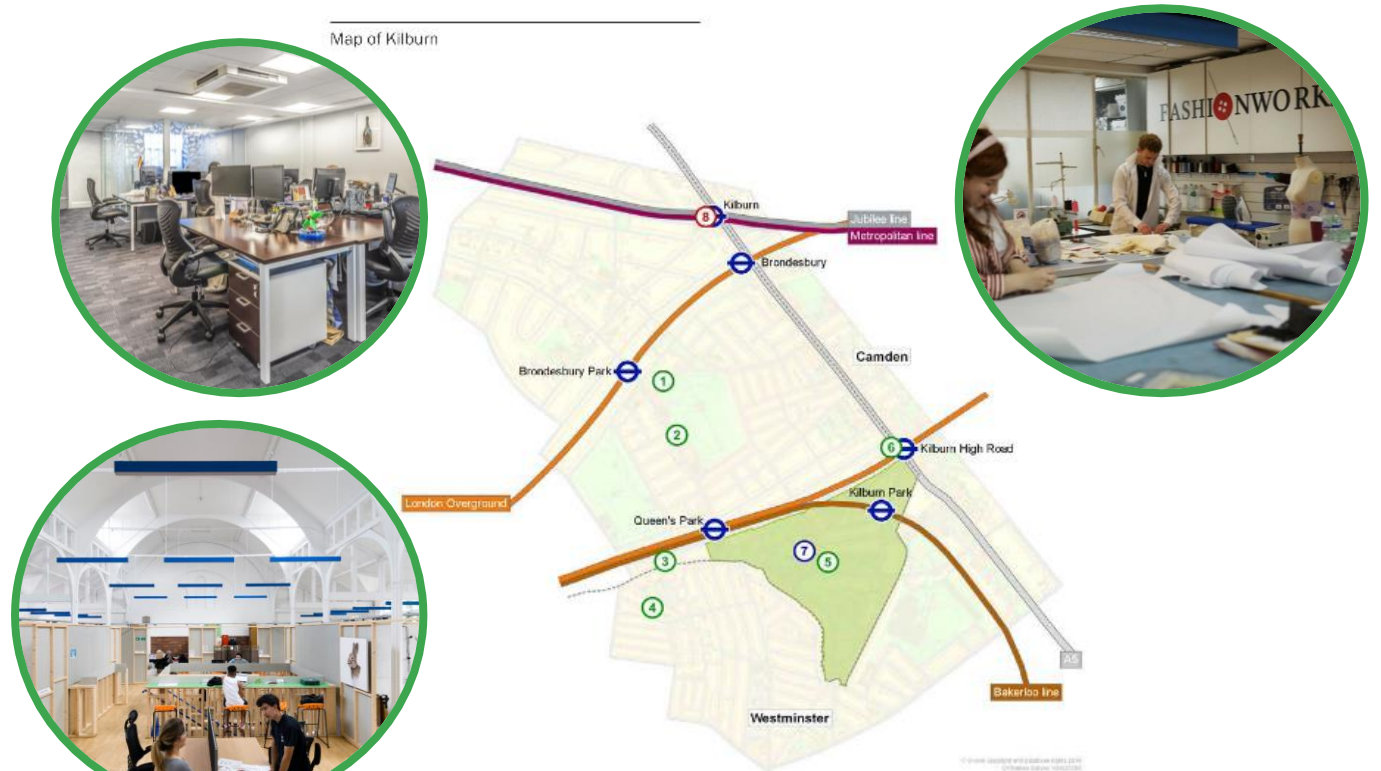 Map of Kilburn
FASHIONWORK
Kilburn
8
Jubilee line
Metropolitan line
Brondesbury
Camden
Brondesbury Park
1
2
6
Kilburn High Road
London Overground
Kilburn Park
Queen's Park
7
5
3
4
A5
Bakerloo line
Westminster